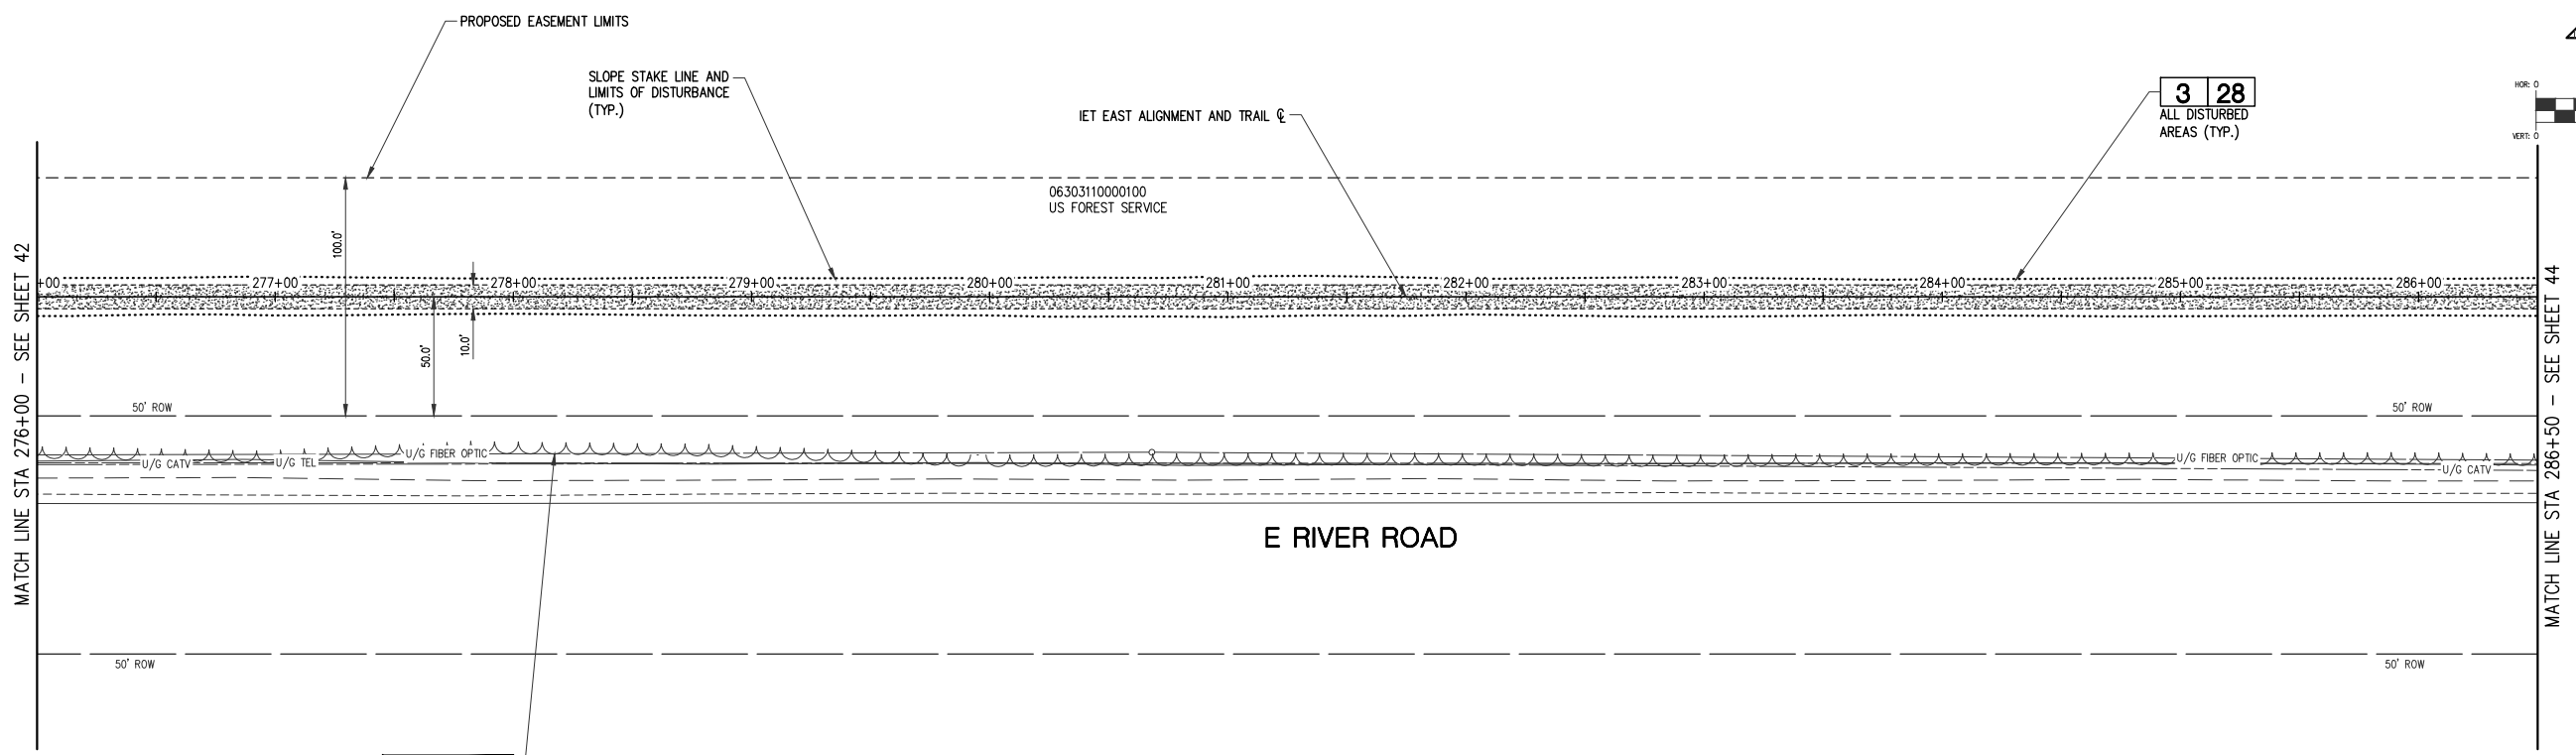 PROPOSED EASEMENT LIMITS
SLOPE STAKE LINE AND
LIMITS OF DISTURBANCE
(TYP.)
IET EAST ALIGNMENT AND TRAIL ℄
3 28
ALL DISTURBED
AREAS (TYP.)
HOR: 0
VERT: 0
06303110000100
US FOREST SERVICE
MATCH LINE STA 276+00 - SEE SHEET 42
100.0'
50.0'
10.0'
+00
277+00
278+00
279+00
280+00
281+00
282+00
283+00
284+00
285+00
286+00
MATCH LINE STA 286+50 - SEE SHEET 44
50' ROW
50' ROW
U/G CATV
U/G TEL
U/G FIBER OPTIC
U/G FIBER OPTIC
U/G CATV
E RIVER ROAD
50' ROW
50' ROW